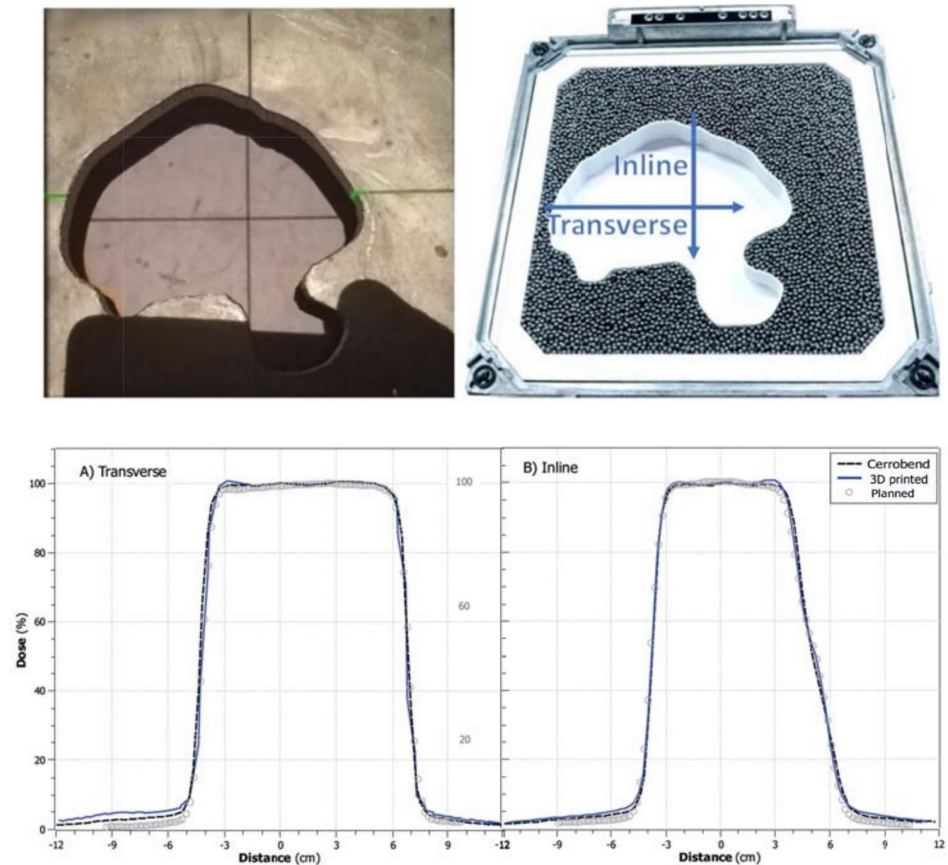 Inline
Transverse
A) Transverse
B) Inline
Cerrobend
3D printed
Planned
100
80
60
40
20
0
100
60
20
Dose (%)
-12 -9 -6 -3 0 3 6 9 -12 -9 -6 -3 0 3 6 9 12
Distance (cm)
Distance (cm)